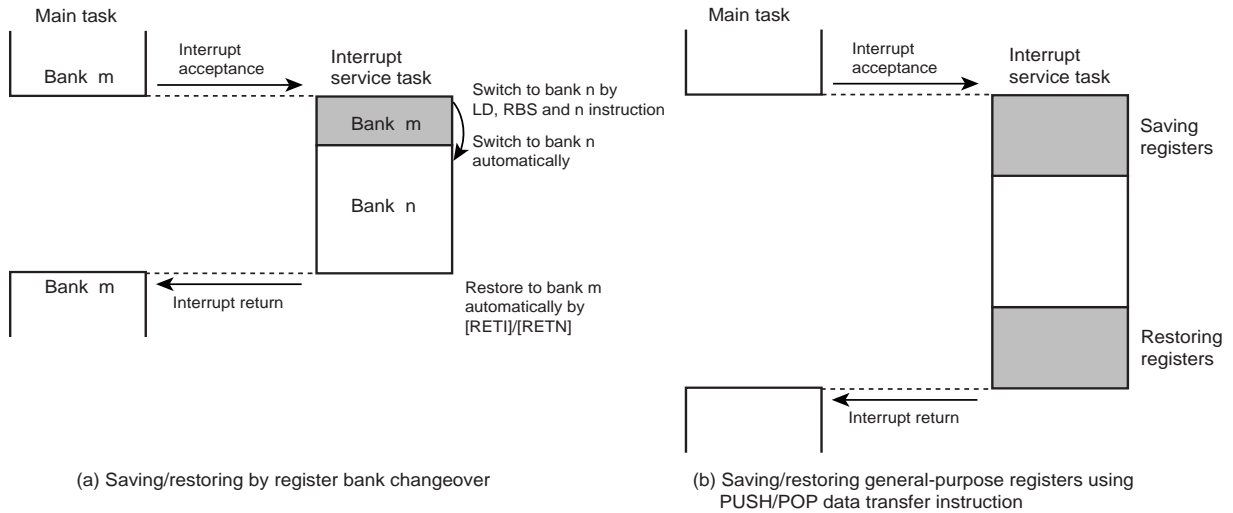 Main task
Bank m
Interrupt
acceptance
Interrupt
service task
Bank m
Switch to bank n by
LD, RBS and n instruction
Switch to bank n
automatically
Bank n
Bank m
Interrupt return
Restore to bank m
automatically by
[RETI]/[RETN]
(a) Saving/restoring by register bank changeover
Main task
Interrupt
acceptance
Interrupt
service task
Saving
registers
Restoring
registers
Interrupt return
(b) Saving/restoring general-purpose registers using
PUSH/POP data transfer instruction